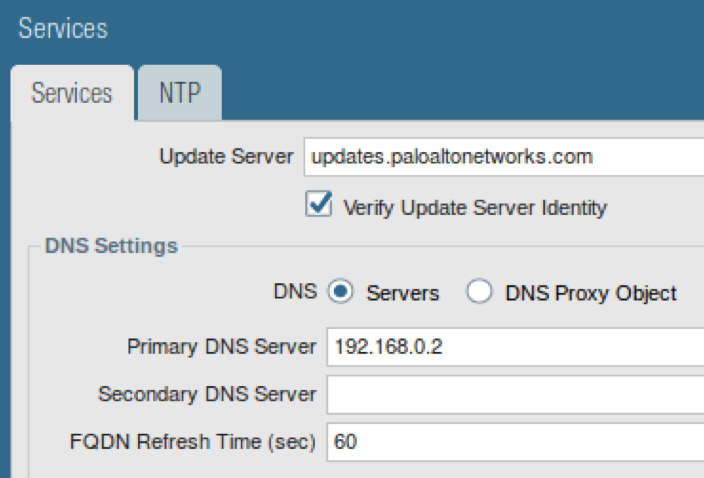 Services
Services NTP
Update Server updates.paloaltonetworks.com
Verify Update Server Identity
DNS Settings
DNS Servers DNS Proxy Object
Primary DNS Server 192.168.0.2
Secondary DNS Server
FQDN Refresh Time (sec) 60